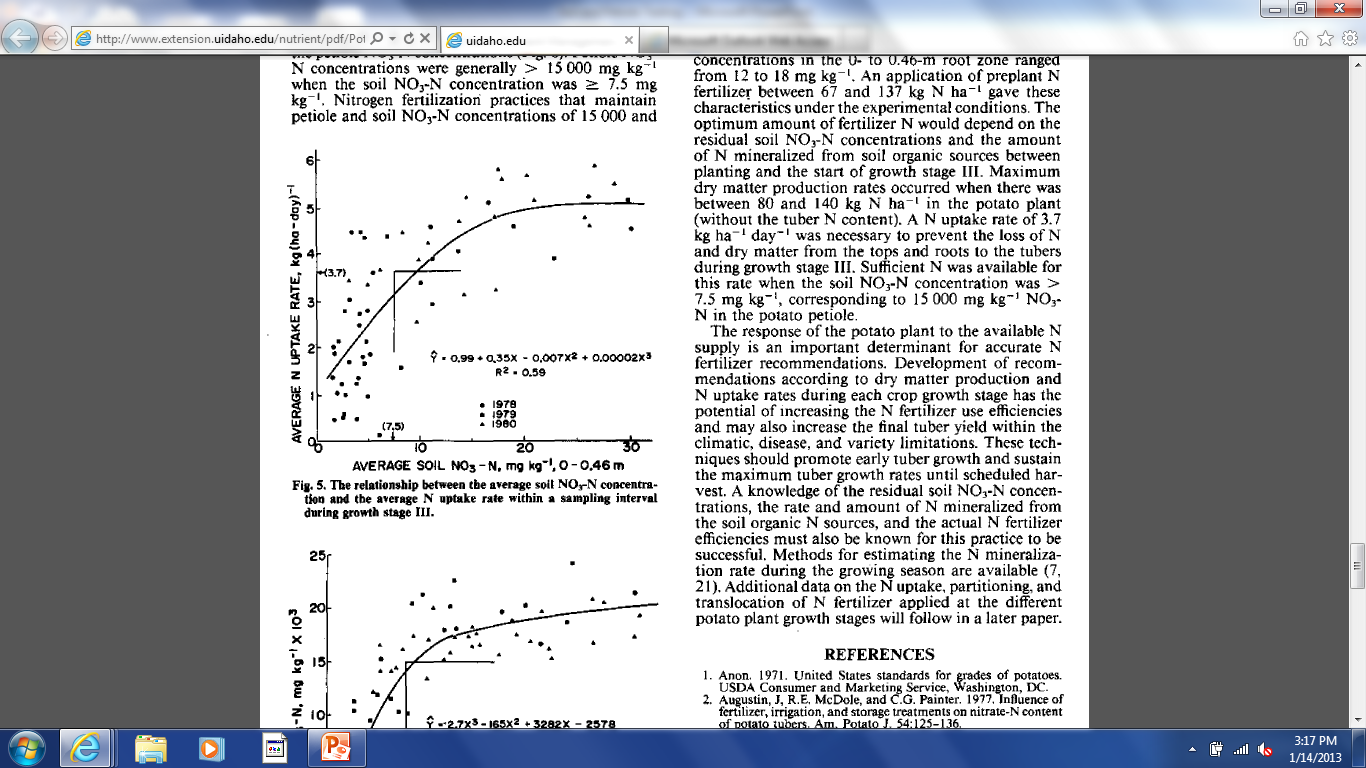 http://www.extension.uidaho.edu/nutrient/pdf/Pot
uidaho.edu
N concentrations were generally > 15 000 mg kg⁻¹
when the soil NO₃-N concentration was ≥ 7.5 mg
kg⁻¹. Nitrogen fertilization practices that maintain
petiole and soil NO₃-N concentrations of 15 000 and
6
5
4
(3.7)
3
2
1
0
AVERAGE N UPTAKE RATE, kg(ha-day)⁻¹
Ŷ = 0.99 + 0.35X - 0.007X² + 0.00002X³
R² = 0.59
1978
1979
1980
(7.5)
0 10 20 30
AVERAGE SOIL NO₃-N, mg kg⁻¹, 0-0.46 m
Fig. 5. The relationship between the average soil NO₃-N concentra-
tion and the average N uptake rate within a sampling interval
during growth stage III.
25
20
15
10
-N, mg kg⁻¹ X 10³
Ŷ = 2.7X³ - 165X² + 3282X - 2578
concentrations in the 0- to 0.46-m root zone ranged
from 12 to 18 mg kg⁻¹. An application of preplant N
fertilizer between 67 and 137 kg N ha⁻¹ gave these
characteristics under the experimental conditions. The
optimum amount of fertilizer N would depend on the
residual soil NO₃-N concentrations and the amount
of N mineralized from soil organic sources between
planting and the start of growth stage III. Maximum
dry matter production rates occurred when there was
between 80 and 140 kg N ha⁻¹ in the potato plant
(without the tuber N content). A N uptake rate of 3.7
kg ha⁻¹ day⁻¹ was necessary to prevent the loss of N
and dry matter from the tops and roots to the tubers
during growth stage III. Sufficient N was available for
this rate when the soil NO₃-N concentration was >
7.5 mg kg⁻¹, corresponding to 15 000 mg kg⁻¹ NO₃-
N in the potato petiole.
The response of the potato plant to the available N
supply is an important determinant for accurate N
fertilizer recommendations. Development of recom-
mendations according to dry matter production and
N uptake rates during each crop growth stage has the
potential of increasing the N fertilizer use efficiencies
and may also increase the final tuber yield within the
climatic, disease, and variety limitations. These tech-
niques should promote early tuber growth and sustain
the maximum tuber growth rates until scheduled har-
vest. A knowledge of the residual soil NO₃-N concen-
trations, the rate and amount of N mineralized from
the soil organic N sources, and the actual N fertilizer
efficiencies must also be known for this practice to be
successful. Methods for estimating the N mineraliza-
tion rate during the growing season are available (7,
21). Additional data on the N uptake, partitioning, and
translocation of N fertilizer applied at the different
potato plant growth stages will follow in a later paper.
REFERENCES
1. Anon. 1971. United States standards for grades of potatoes.
USDA Consumer and Marketing Service, Washington, DC.
2. Augustin, J, R.E. McDole, and C.G. Painter. 1977. Influence of
fertilizer, irrigation, and storage treatments on nitrate-N content
of potato tubers. Am. Potato J. 54:125-136.
3:17 PM
1/14/2013